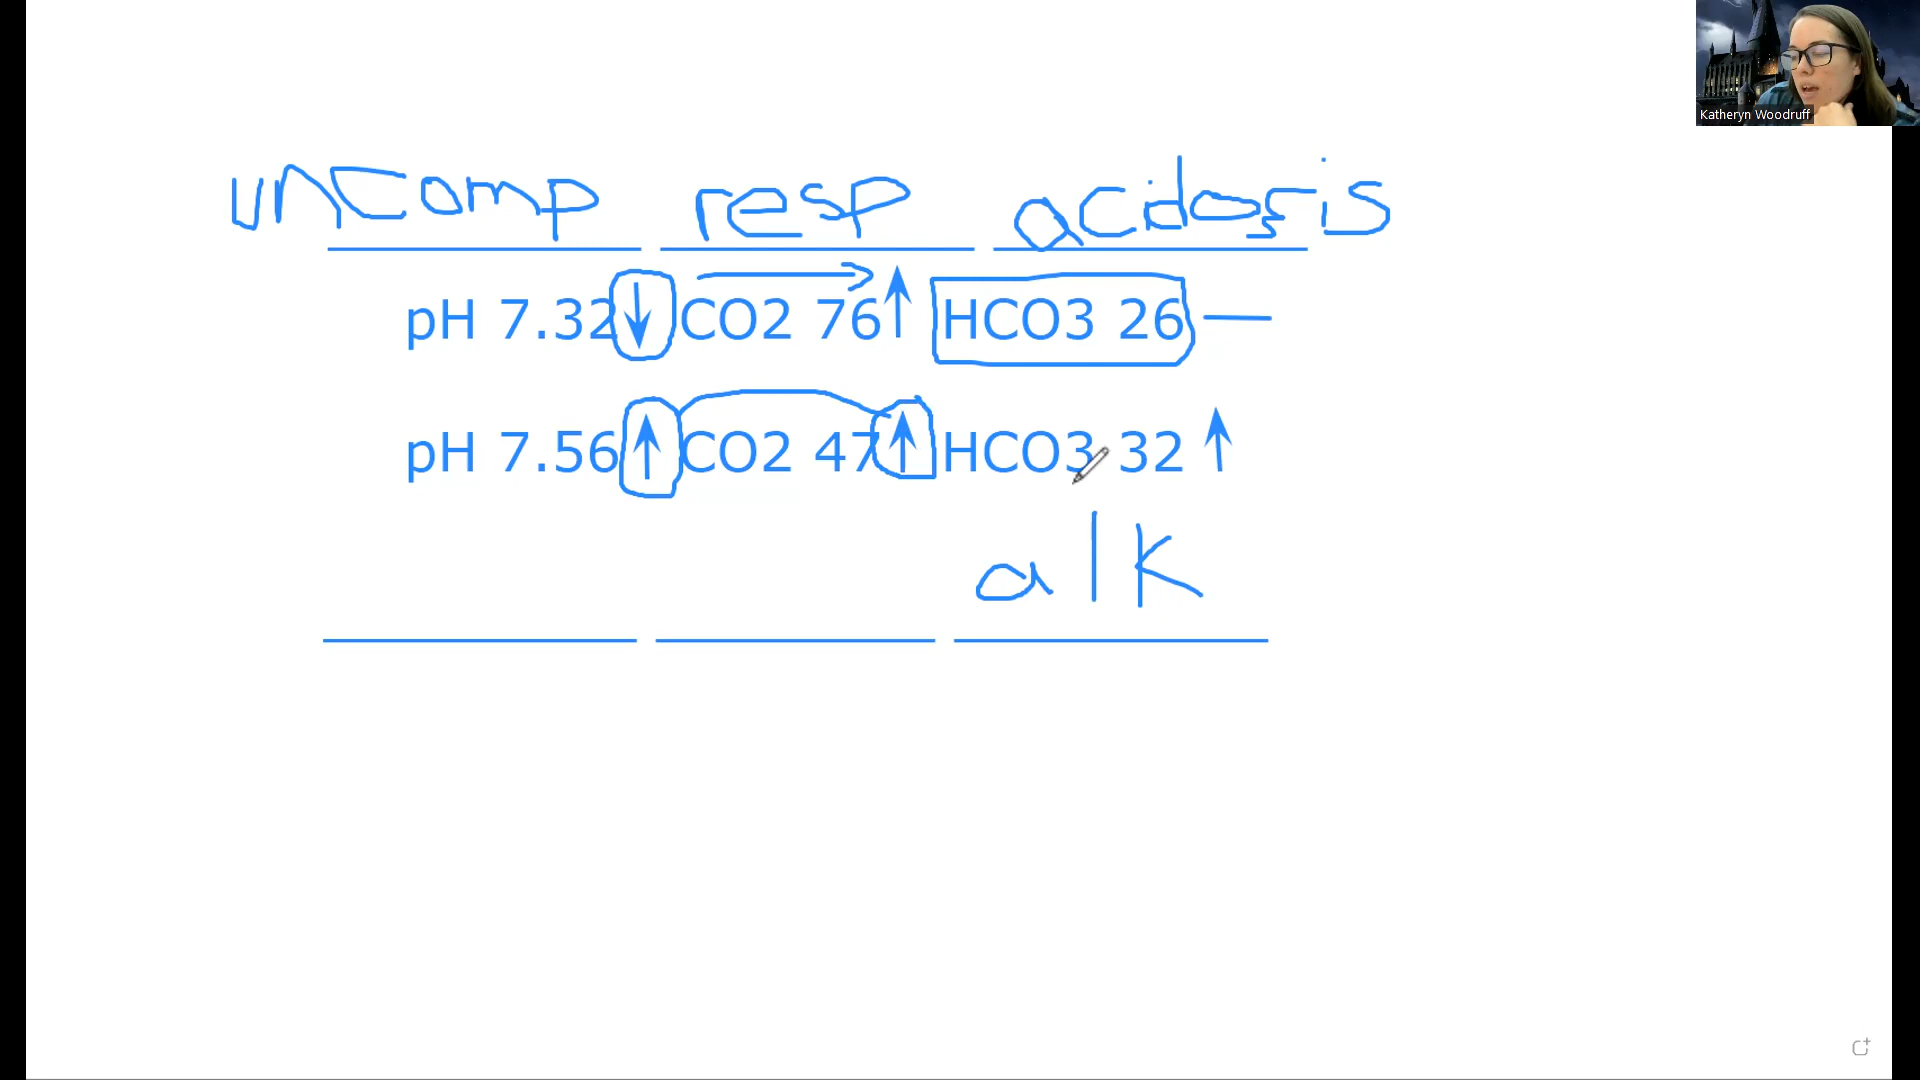 Katheryn Woodruff
uncomp resp acidosis
pH 7.32 ↓ CO2 76 ↑ HCO3 26 —
pH 7.56 ↑ CO2 47 ↑ HCO3 32 ↑
alk